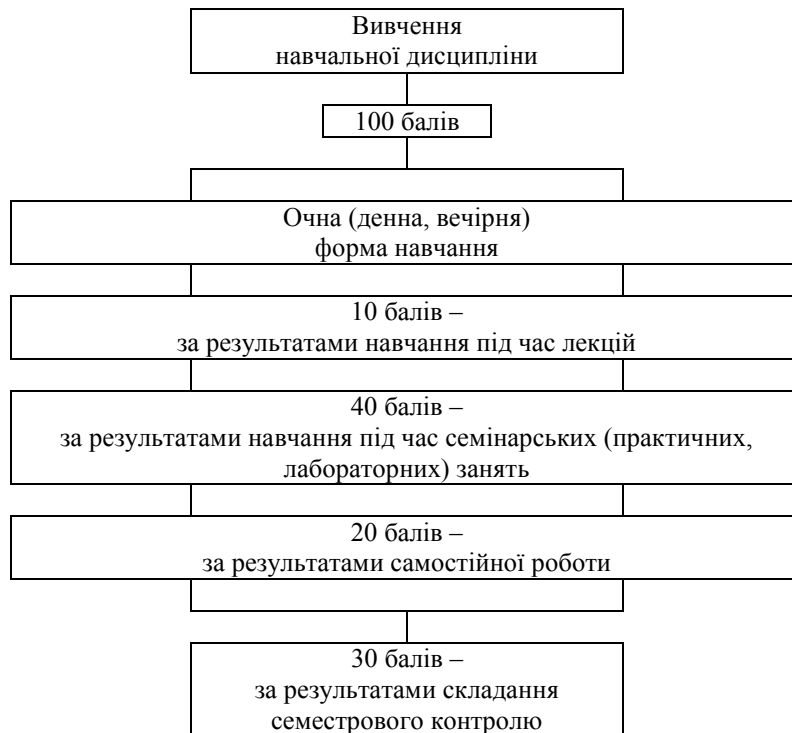 Вивчення
навчальної дисципліни
100 балів
Очна (денна, вечірня)
форма навчання
10 балів –
за результатами навчання під час лекцій
40 балів –
за результатами навчання під час семінарських (практичних,
лабораторних) занять
20 балів –
за результатами самостійної роботи
30 балів –
за результатами складання
семестрового контролю